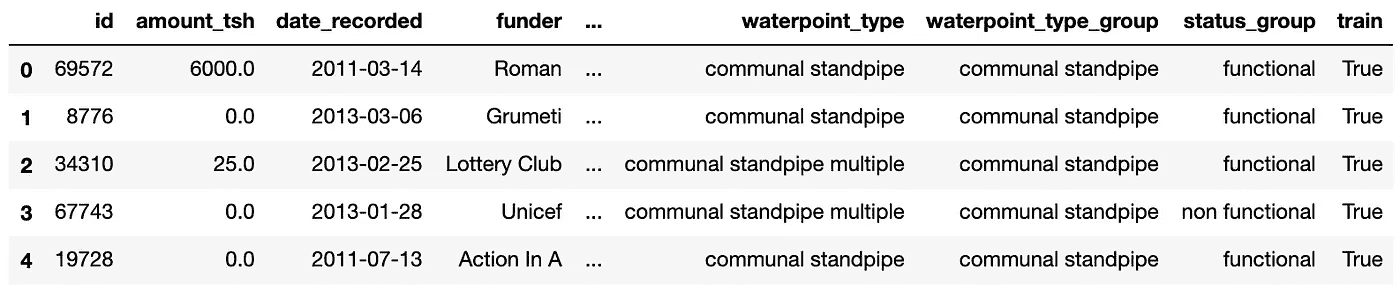 id amount_tsh date_recorded funder ... waterpoint_type waterpoint_type_group status_group train
0 69572 6000.0 2011-03-14 Roman ... communal standpipe communal standpipe functional True
1 8776 0.0 2013-03-06 Grumeti ... communal standpipe communal standpipe functional True
2 34310 25.0 2013-02-25 Lottery Club ... communal standpipe multiple communal standpipe functional True
3 67743 0.0 2013-01-28 Unicef ... communal standpipe multiple communal standpipe non functional True
4 19728 0.0 2011-07-13 Action In A ... communal standpipe communal standpipe functional True